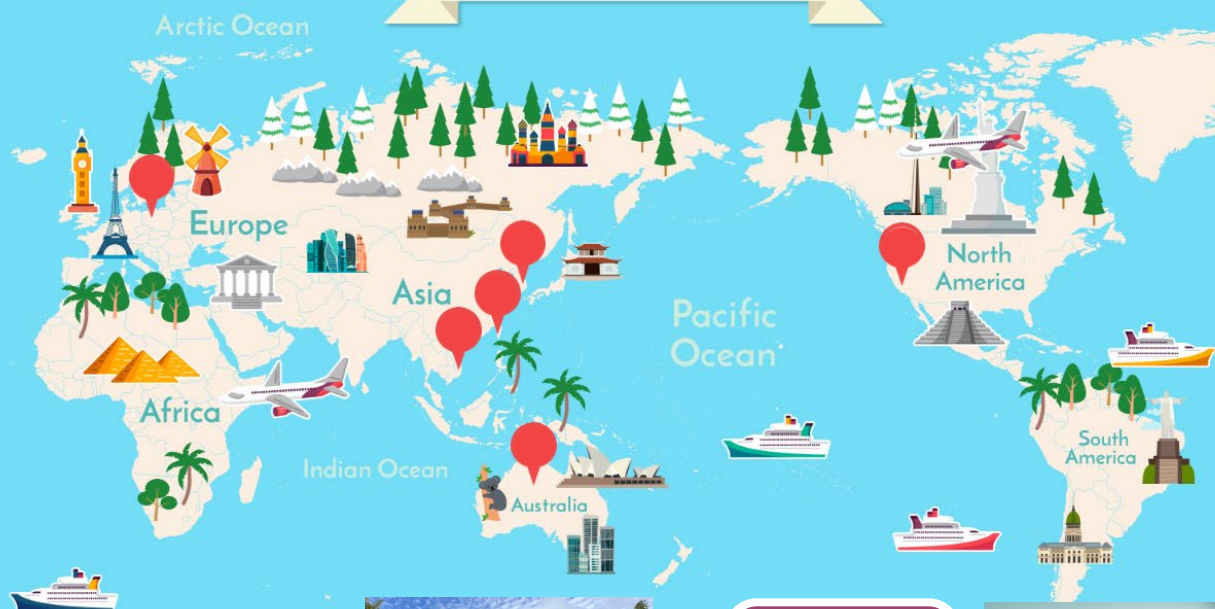 Arctic Ocean
Europe
Asia
North
America
Pacific
Ocean
Africa
Indian Ocean
South
America
Australia